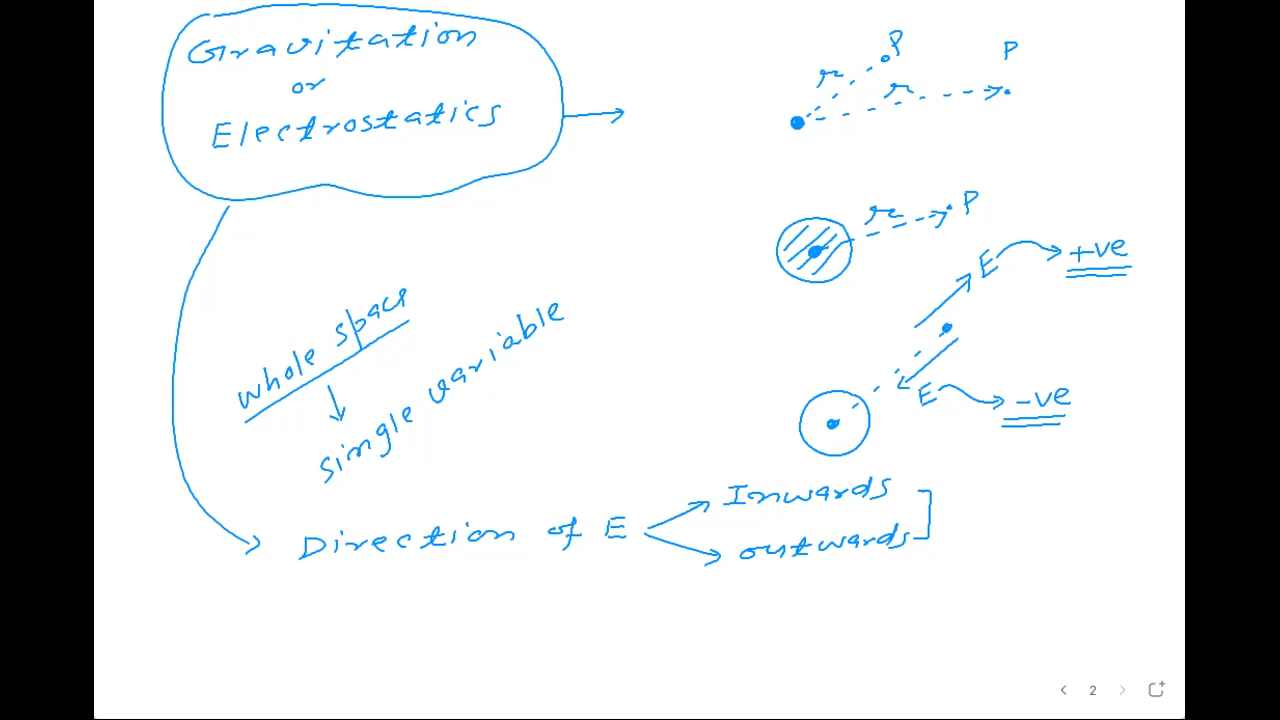 Gravitation
or
Electrostatics
P
P
r
r
r
P
E
+ve
whole space
single variable
E
-ve
Direction of E
Inwards
outwards
2